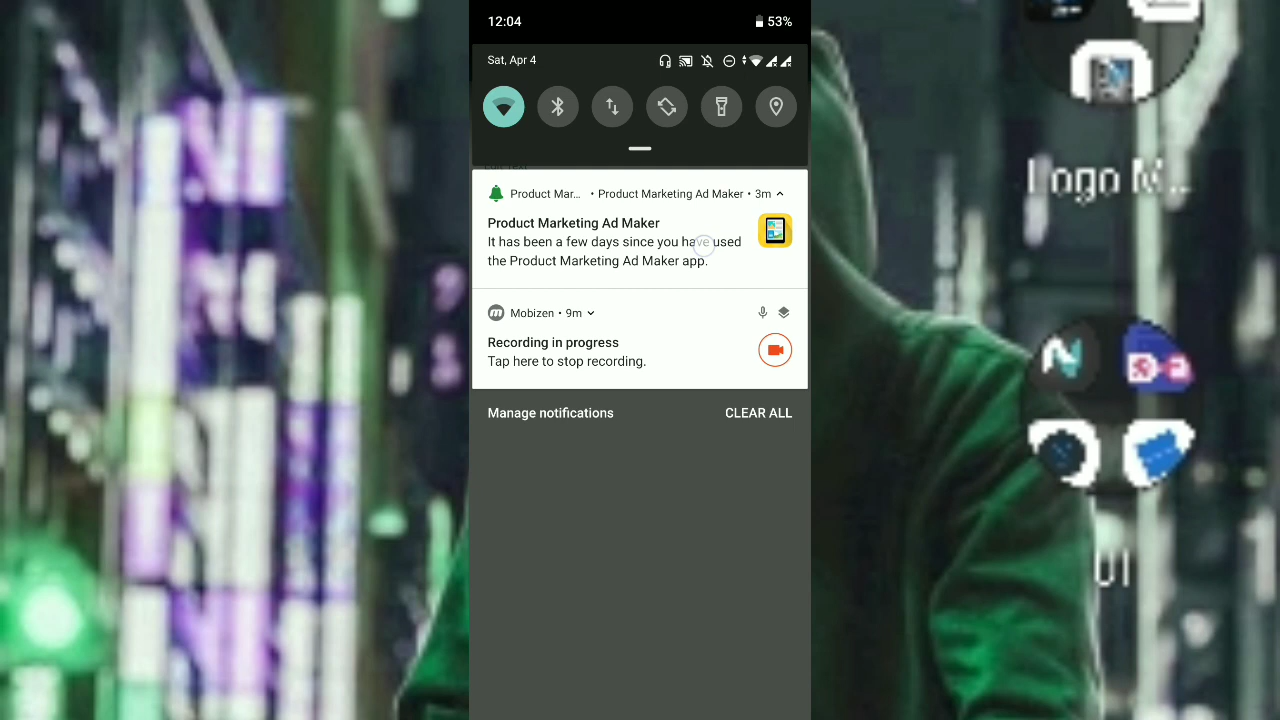 12:04
53%
Sat, Apr 4
Product Mar... • Product Marketing Ad Maker • 3m
Product Marketing Ad Maker
It has been a few days since you have used
the Product Marketing Ad Maker app.
Mobizen • 9m
Recording in progress
Tap here to stop recording.
Manage notifications
CLEAR ALL
Logo M...
UI